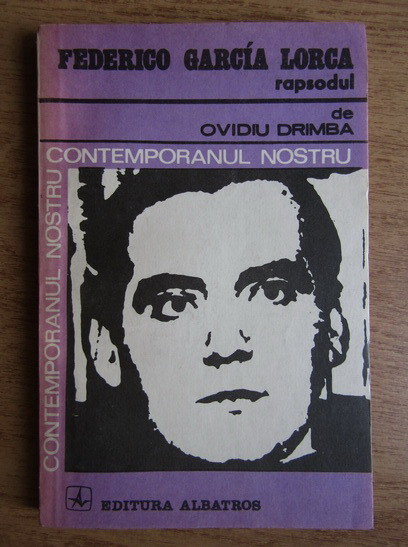 FEDERICO GARCÍA LORCA
rapsodul
de
OVIDIU DRIMBA
CONTEMPORANUL NOSTRU
CONTEMPORANUL NOSTRU
EDITURA ALBATROS